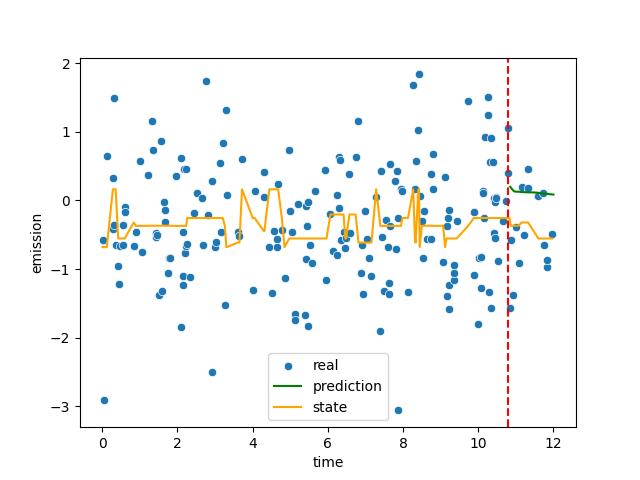 2
1
0
−1
−2
−3
emission
real
prediction
state
0 2 4 6 8 10 12
time